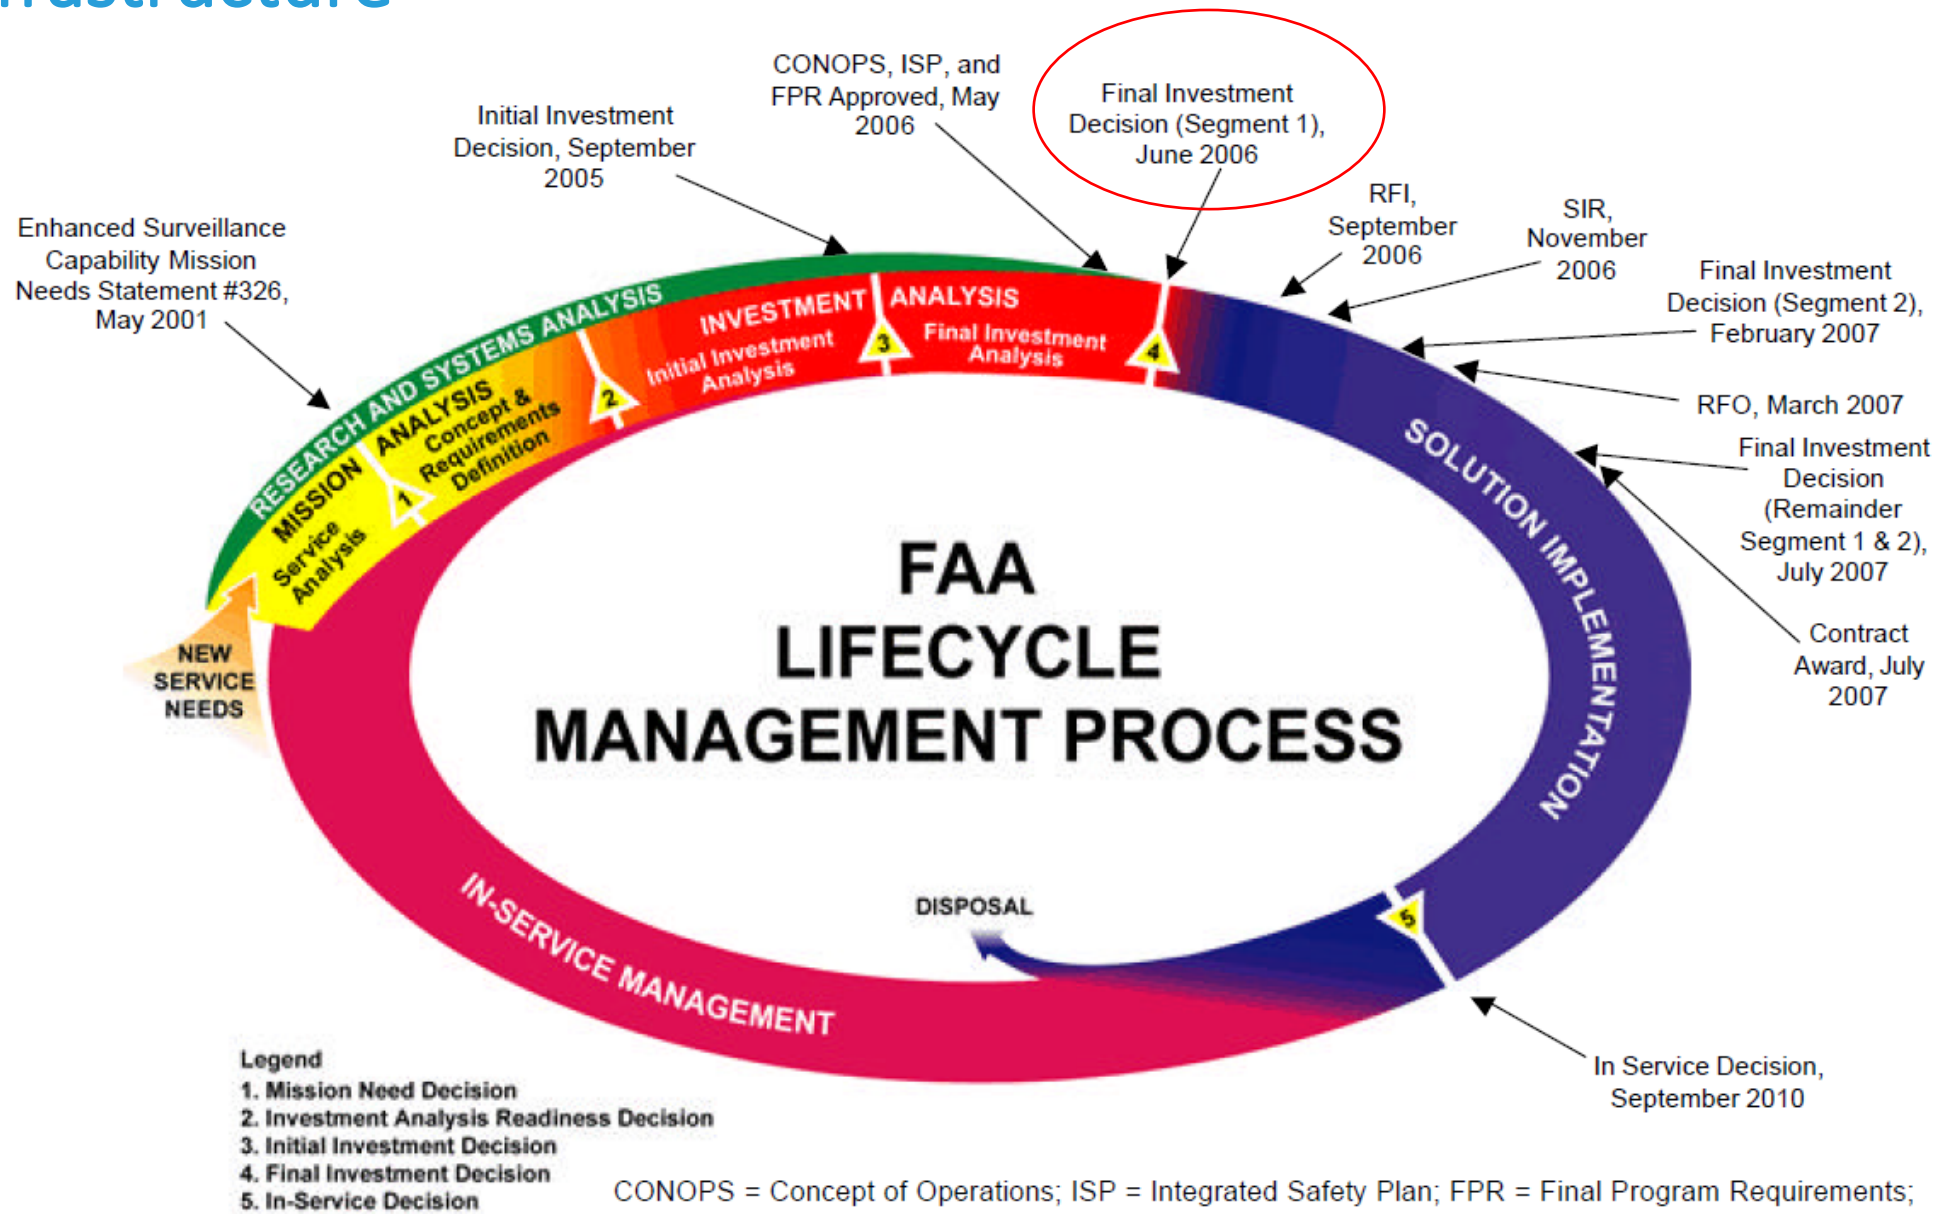 CONOPS, ISP, and
FPR Approved, May
2006
Final Investment
Decision (Segment 1),
June 2006
Initial Investment
Decision, September
2005
RFI,
September
2006
SIR,
November
2006
Enhanced Surveillance
Capability Mission
Needs Statement #326,
May 2001
Final Investment
Decision (Segment 2),
February 2007
RFO, March 2007
Final Investment
Decision
(Remainder
Segment 1 & 2),
July 2007
Contract
Award, July
2007
In Service Decision,
September 2010
RESEARCH AND SYSTEMS ANALYSIS
MISSION ANALYSIS
Service
Analysis
1
Concept &
Requirements
Definition
2
INVESTMENT ANALYSIS
Initial Investment
Analysis
3
Final Investment
Analysis
4
SOLUTION IMPLEMENTATION
5
IN-SERVICE MANAGEMENT
DISPOSAL
NEW
SERVICE
NEEDS
FAA
LIFECYCLE
MANAGEMENT PROCESS
Legend
1. Mission Need Decision
2. Investment Analysis Readiness Decision
3. Initial Investment Decision
4. Final Investment Decision
5. In-Service Decision
CONOPS = Concept of Operations; ISP = Integrated Safety Plan; FPR = Final Program Requirements;